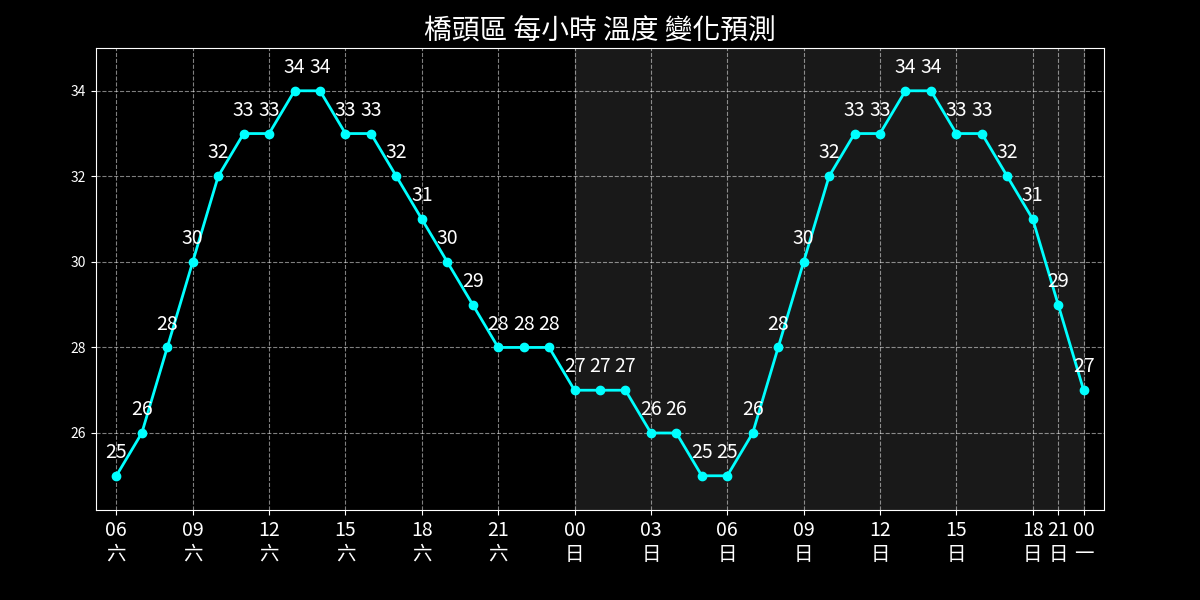 橋頭區 每小時 溫度 變化預測
34 34 34 34
34
33 33 33 33 33 33 33 33
32 32 32 32
32
31 31
30 30 30
30
29 29
28 28 28 28 28
28
27 27 27 27
26 26 26 26
26
25 25 25
06 09 12 15 18 21 00 03 06 09 12 15 18 21 00
六 六 六 六 六 六 日 日 日 日 日 日 日 日 一